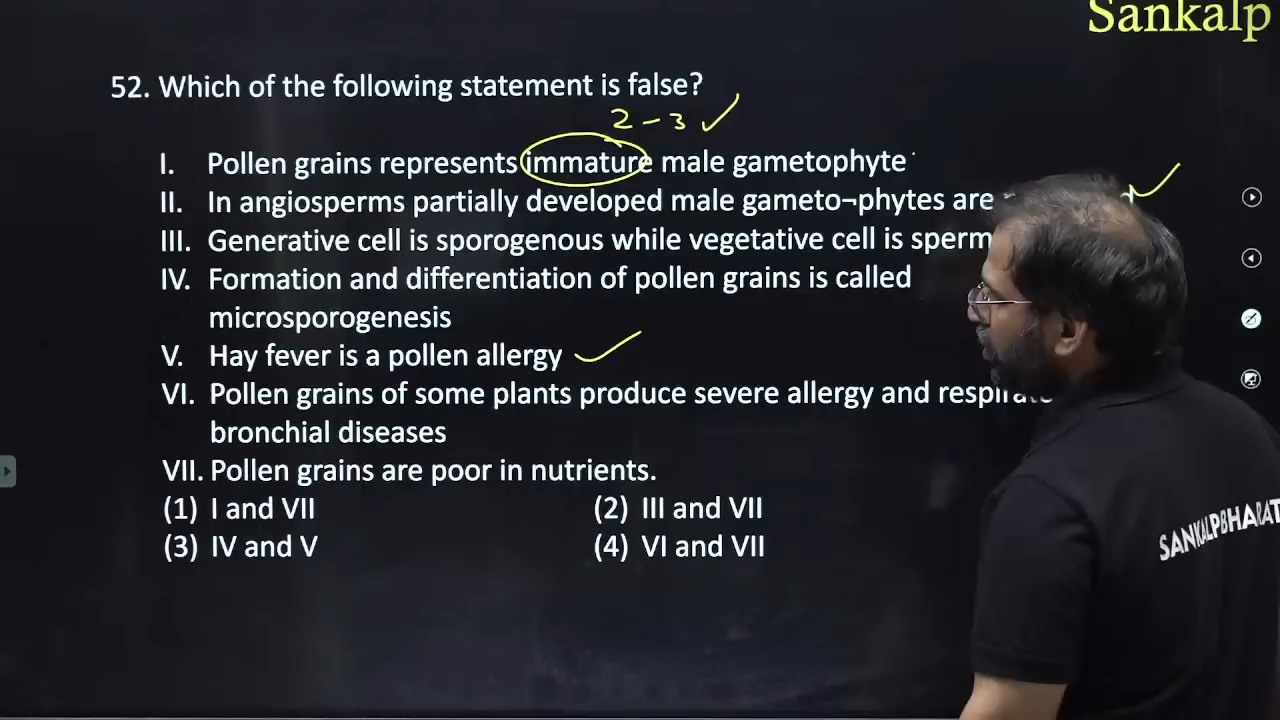 Sankalp
52. Which of the following statement is false?
2 - 3 ✓
I. Pollen grains represents immature male gametophyte
II. In angiosperms partially developed male gameto¬phytes are
III. Generative cell is sporogenous while vegetative cell is sperm
IV. Formation and differentiation of pollen grains is called
microsporogenesis
V. Hay fever is a pollen allergy ✓
VI. Pollen grains of some plants produce severe allergy and
bronchial diseases
VII. Pollen grains are poor in nutrients.
(1) I and VII (2) III and VII
(3) IV and V (4) VI and VII
SANKALPBHARAT